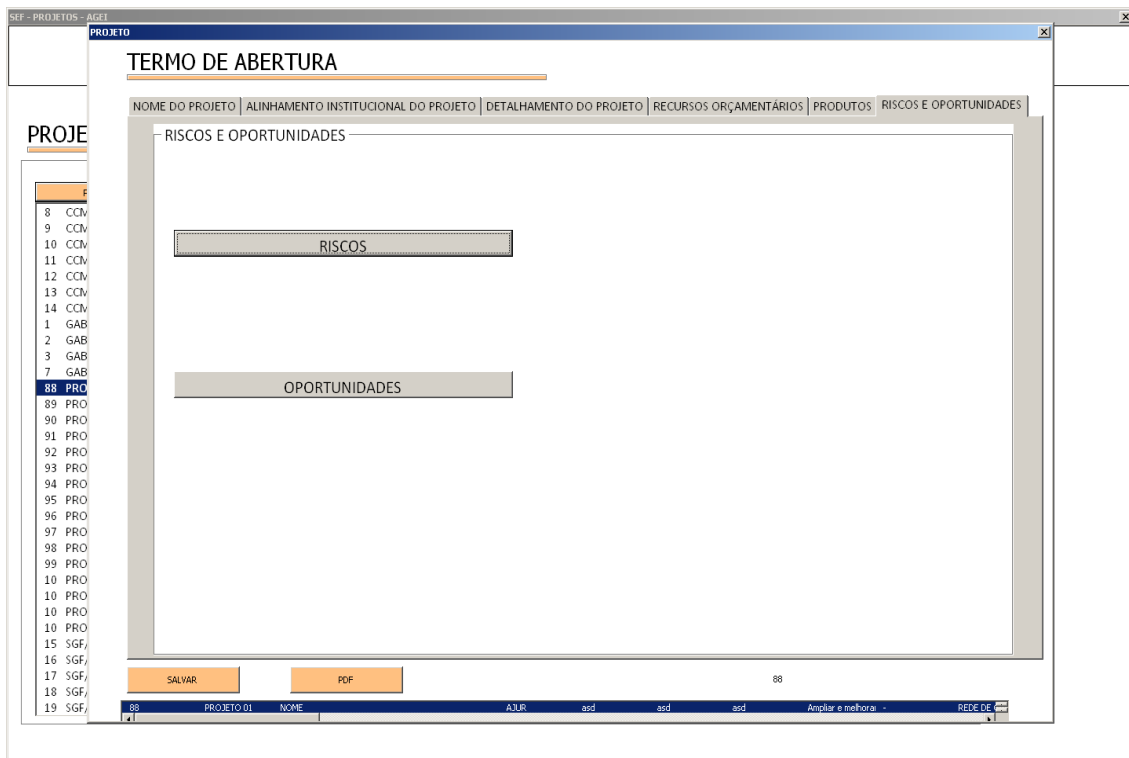 SEF - PROJETOS - AGEI
PROJETO
TERMO DE ABERTURA
NOME DO PROJETO ALINHAMENTO INSTITUCIONAL DO PROJETO DETALHAMENTO DO PROJETO RECURSOS ORÇAMENTÁRIOS PRODUTOS RISCOS E OPORTUNIDADES
PROJE
RISCOS E OPORTUNIDADES
8 CCM
9 CCM
10 CCM
11 CCM
12 CCM
13 CCM
14 CCM
1 GAB
2 GAB
3 GAB
7 GAB
88 PRO
89 PRO
90 PRO
91 PRO
92 PRO
93 PRO
94 PRO
95 PRO
96 PRO
97 PRO
98 PRO
99 PRO
10 PRO
10 PRO
10 PRO
10 PRO
15 SGF/
16 SGF/
17 SGF/
18 SGF/
19 SGF/
RISCOS
OPORTUNIDADES
SALVAR PDF 88
88 PROJETO 01 NOME AJUR asd asd asd Ampliar e melhorar - REDE DE